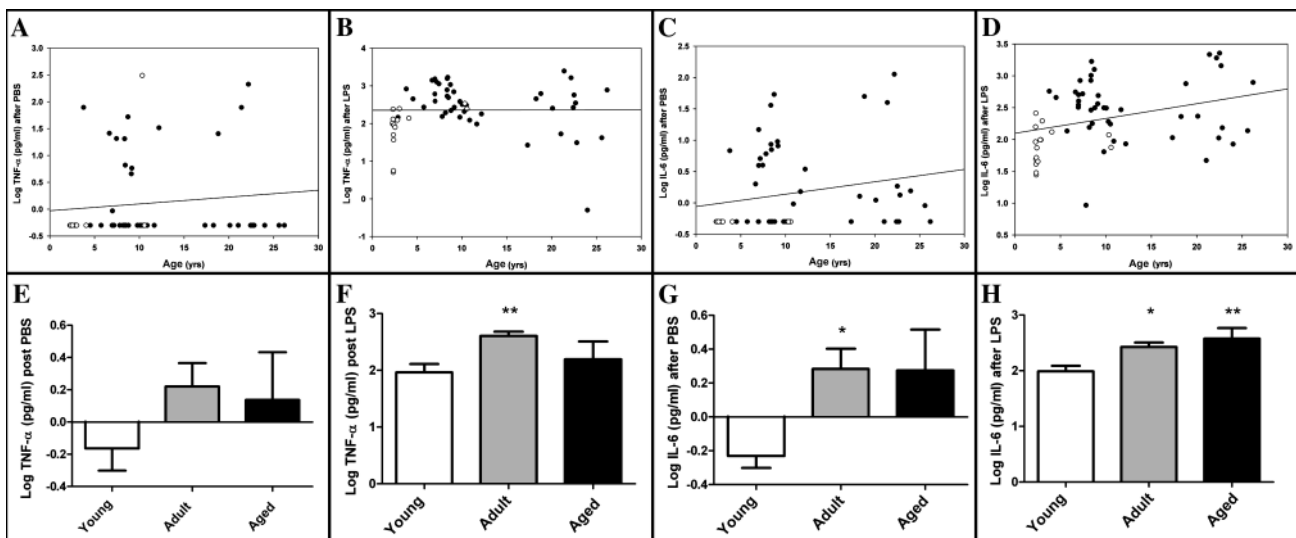 A
Log TNF-α (pg/ml) after PBS
3.0
2.5
2.0
1.5
1.0
0.5
0.0
-0.5
0 5 10 15 20 25 30
Age (yrs)
B
Log TNF-α (pg/ml) after LPS
4
3
2
1
0
-1
0 5 10 15 20 25 30
Age (yrs)
C
Log IL-6 (pg/ml) after PBS
2.5
2.0
1.5
1.0
0.5
0.0
-0.5
0 5 10 15 20 25 30
Age (yrs)
D
Log IL-6 (pg/ml) after LPS
3.5
3.0
2.5
2.0
1.5
1.0
0.5
0 5 10 15 20 25 30
Age (yrs)
E
Log TNF-α (pg/ml) post PBS
0.6
0.4
0.2
0.0
-0.2
-0.4
Young Adult Aged
F
Log TNF-α (pg/ml) post LPS
3
2
1
0
**
Young Adult Aged
G
Log IL-6 (pg/ml) after PBS
0.6
0.4
0.2
0.0
-0.2
-0.4
*
Young Adult Aged
H
Log IL-6 (pg/ml) after LPS
3
2
1
0
* **
Young Adult Aged